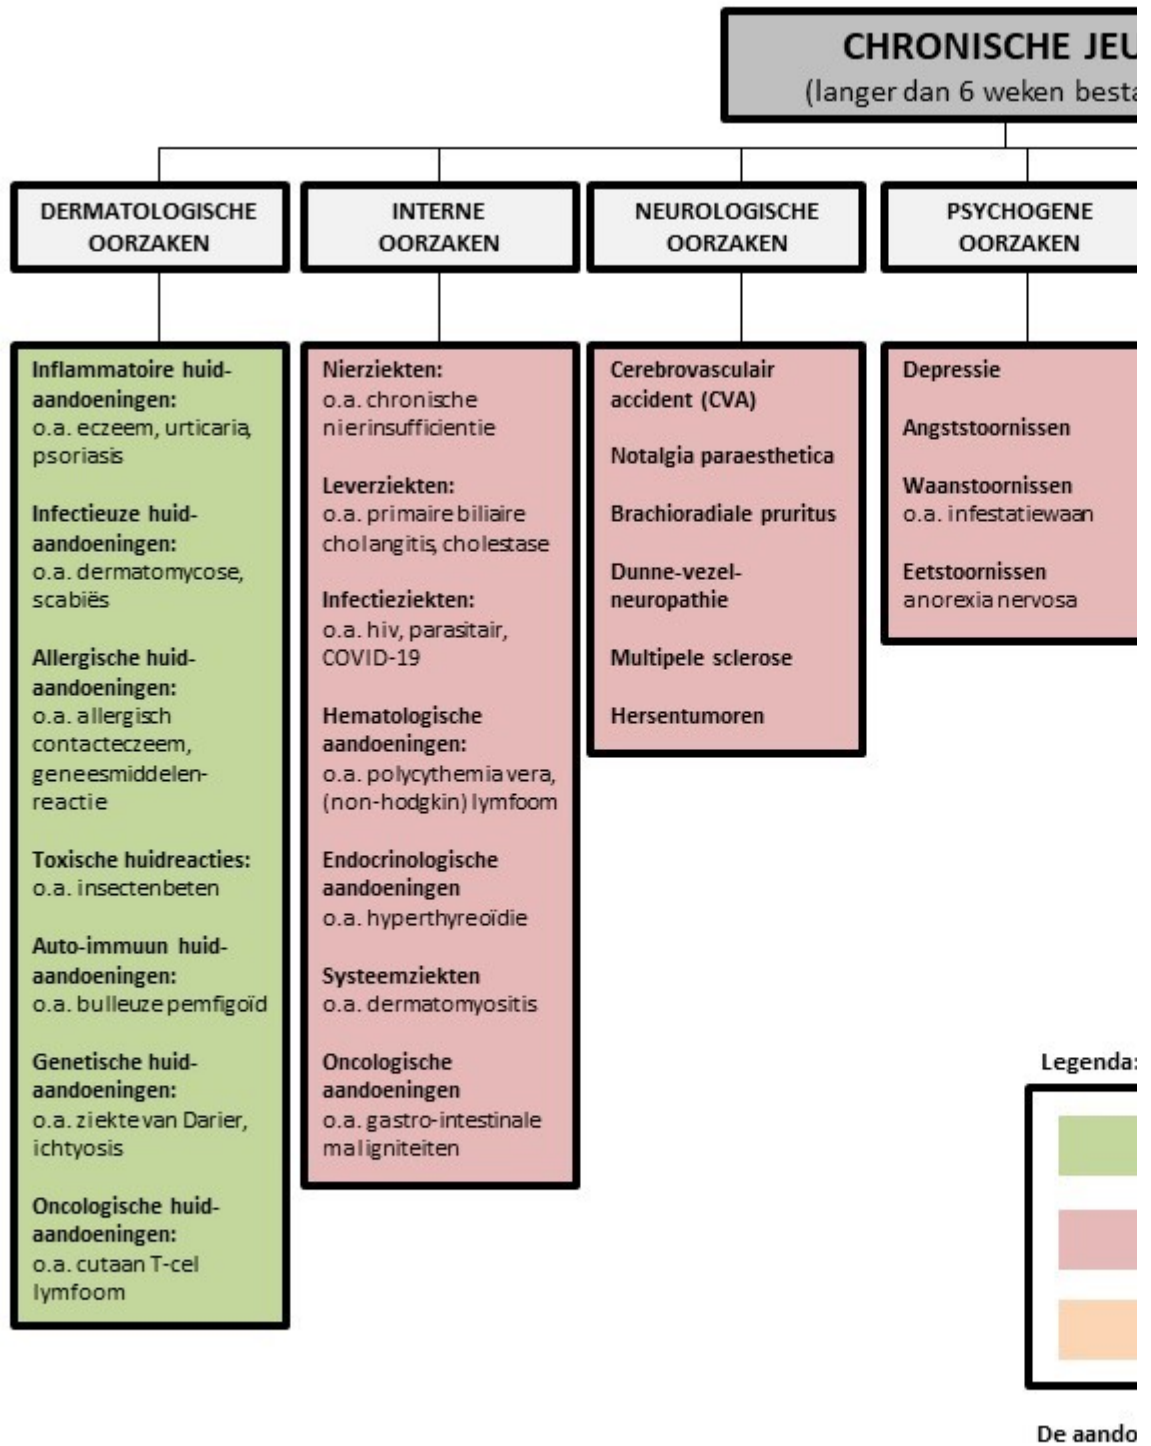 CHRONISCHE JEU
(langer dan 6 weken besta
DERMATOLOGISCHE
OORZAKEN
INTERNE
OORZAKEN
NEUROLOGISCHE
OORZAKEN
PSYCHOGENE
OORZAKEN
Inflammatoire huid-
aandoeningen:
o.a. eczeem, urticaria,
psoriasis
Infectieuze huid-
aandoeningen:
o.a. dermatomycose,
scabiës
Allergische huid-
aandoeningen:
o.a. allergisch
contacteczeem,
geneesmiddelen-
reactie
Toxische huidreacties:
o.a. insectenbeten
Auto-immuun huid-
aandoeningen:
o.a. bulleuze pemfigoïd
Genetische huid-
aandoeningen:
o.a. ziekte van Darier,
ichtyosis
Oncologische huid-
aandoeningen:
o.a. cutaan T-cel
lymfoom
Nierziekten:
o.a. chronische
nierinsufficientie
Leverziekten:
o.a. primaire biliaire
cholangitis, cholestase
Infectieziekten:
o.a. hiv, parasitair,
COVID-19
Hematologische
aandoeningen:
o.a. polycythemia vera,
(non-hodgkin) lymfoom
Endocrinologische
aandoeningen
o.a. hyperthyreoïdie
Systeemziekten
o.a. dermatomyositis
Oncologische
aandoeningen
o.a. gastro-intestinale
maligniteiten
Cerebrovasculair
accident (CVA)
Notalgia paraesthetica
Brachioradiale pruritus
Dunne-vezel-
neuropathie
Multipele sclerose
Hersentumoren
Depressie
Angststoornissen
Waanstoornissen
o.a. infestatiewaan
Eetstoornissen
anorexia nervosa
Legenda:
De aando